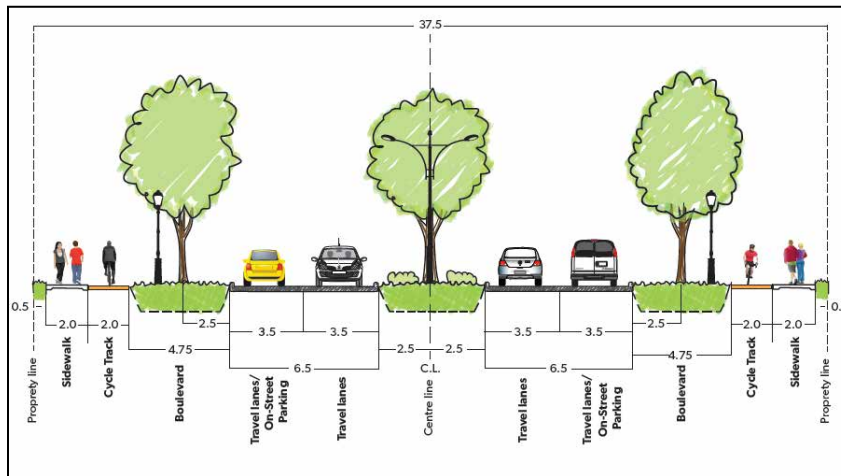 37.5
0.5
0.
2.0
2.0
2.5
3.5
3.5
2.5
2.5
3.5
3.5
2.5
2.0
2.0
4.75
6.5
C.L.
6.5
4.75
Proprety line
Sidewalk
Cycle Track
Boulevard
Travel lanes/
On-Street
Parking
Travel lanes
Centre line
Travel lanes
Travel lanes/
On-Street
Parking
Boulevard
Cycle Track
Sidewalk
Proprety line